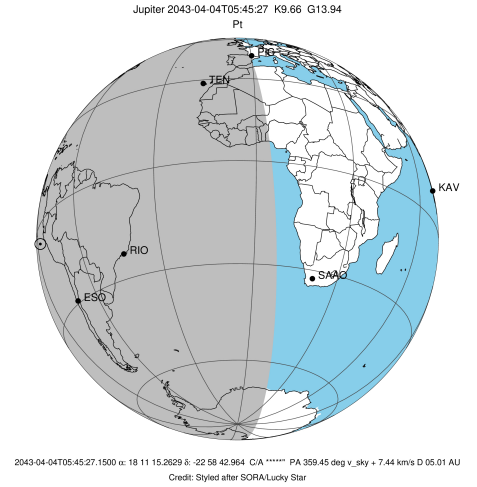 Jupiter 2043-04-04T05:45:27 K9.66 G13.94
Pt
PIC
TEN
KAV
RIO
SAAO
ESO
2043-04-04T05:45:27.1500 α: 18 11 15.2629 δ: -22 58 42.964 C/A *****" PA 359.45 deg v_sky + 7.44 km/s D 05.01 AU
Credit: Styled after SORA/Lucky Star